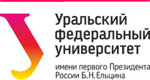 Уральский
федеральный
университет
имени первого Президента
России Б.Н.Ельцина